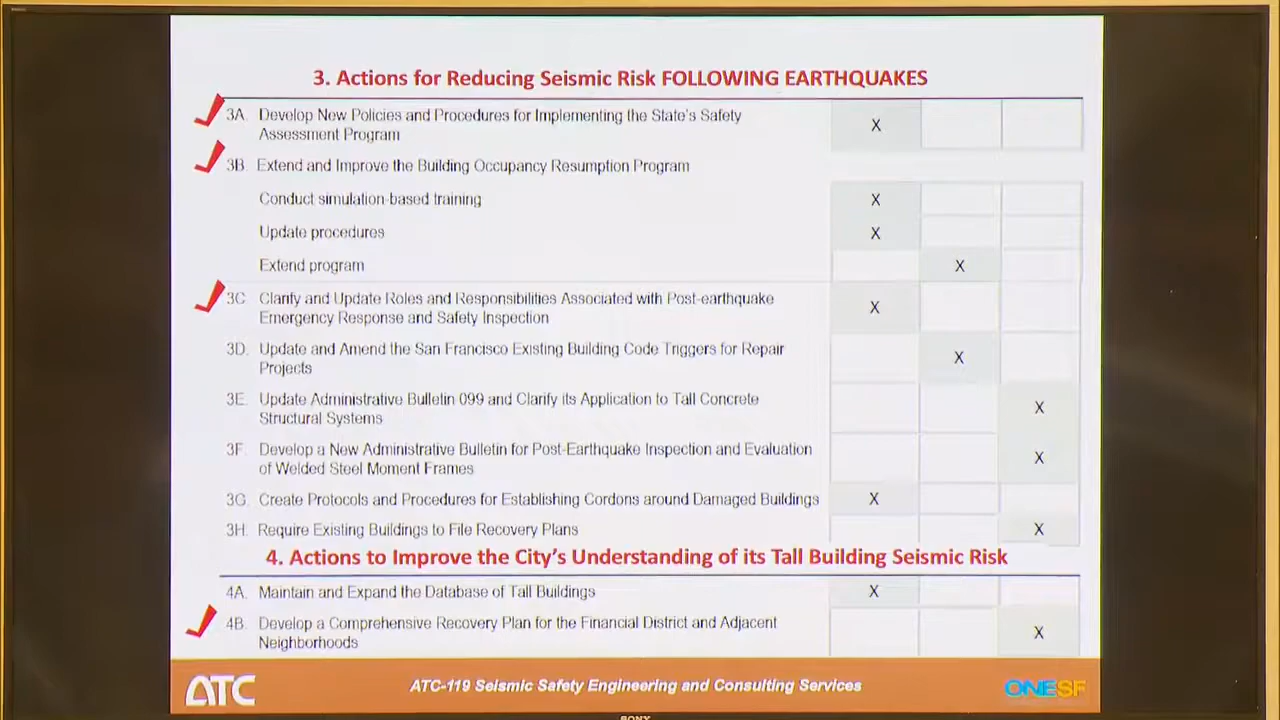 3. Actions for Reducing Seismic Risk FOLLOWING EARTHQUAKES
3A. Develop New Policies and Procedures for Implementing the State's Safety
Assessment Program
X
3B. Extend and Improve the Building Occupancy Resumption Program
Conduct simulation-based training X
Update procedures X
Extend program X
3C. Clarify and Update Roles and Responsibilities Associated with Post-earthquake
Emergency Response and Safety Inspection
X
3D. Update and Amend the San Francisco Existing Building Code Triggers for Repair
Projects
X
3E. Update Administrative Bulletin 099 and Clarify its Application to Tall Concrete
Structural Systems
X
3F. Develop a New Administrative Bulletin for Post-Earthquake Inspection and Evaluation
of Welded Steel Moment Frames
X
3G. Create Protocols and Procedures for Establishing Cordons around Damaged Buildings X
3H. Require Existing Buildings to File Recovery Plans X
4. Actions to Improve the City's Understanding of its Tall Building Seismic Risk
4A. Maintain and Expand the Database of Tall Buildings X
4B. Develop a Comprehensive Recovery Plan for the Financial District and Adjacent
Neighborhoods
X
ATC ATC-119 Seismic Safety Engineering and Consulting Services ONESF
SONY